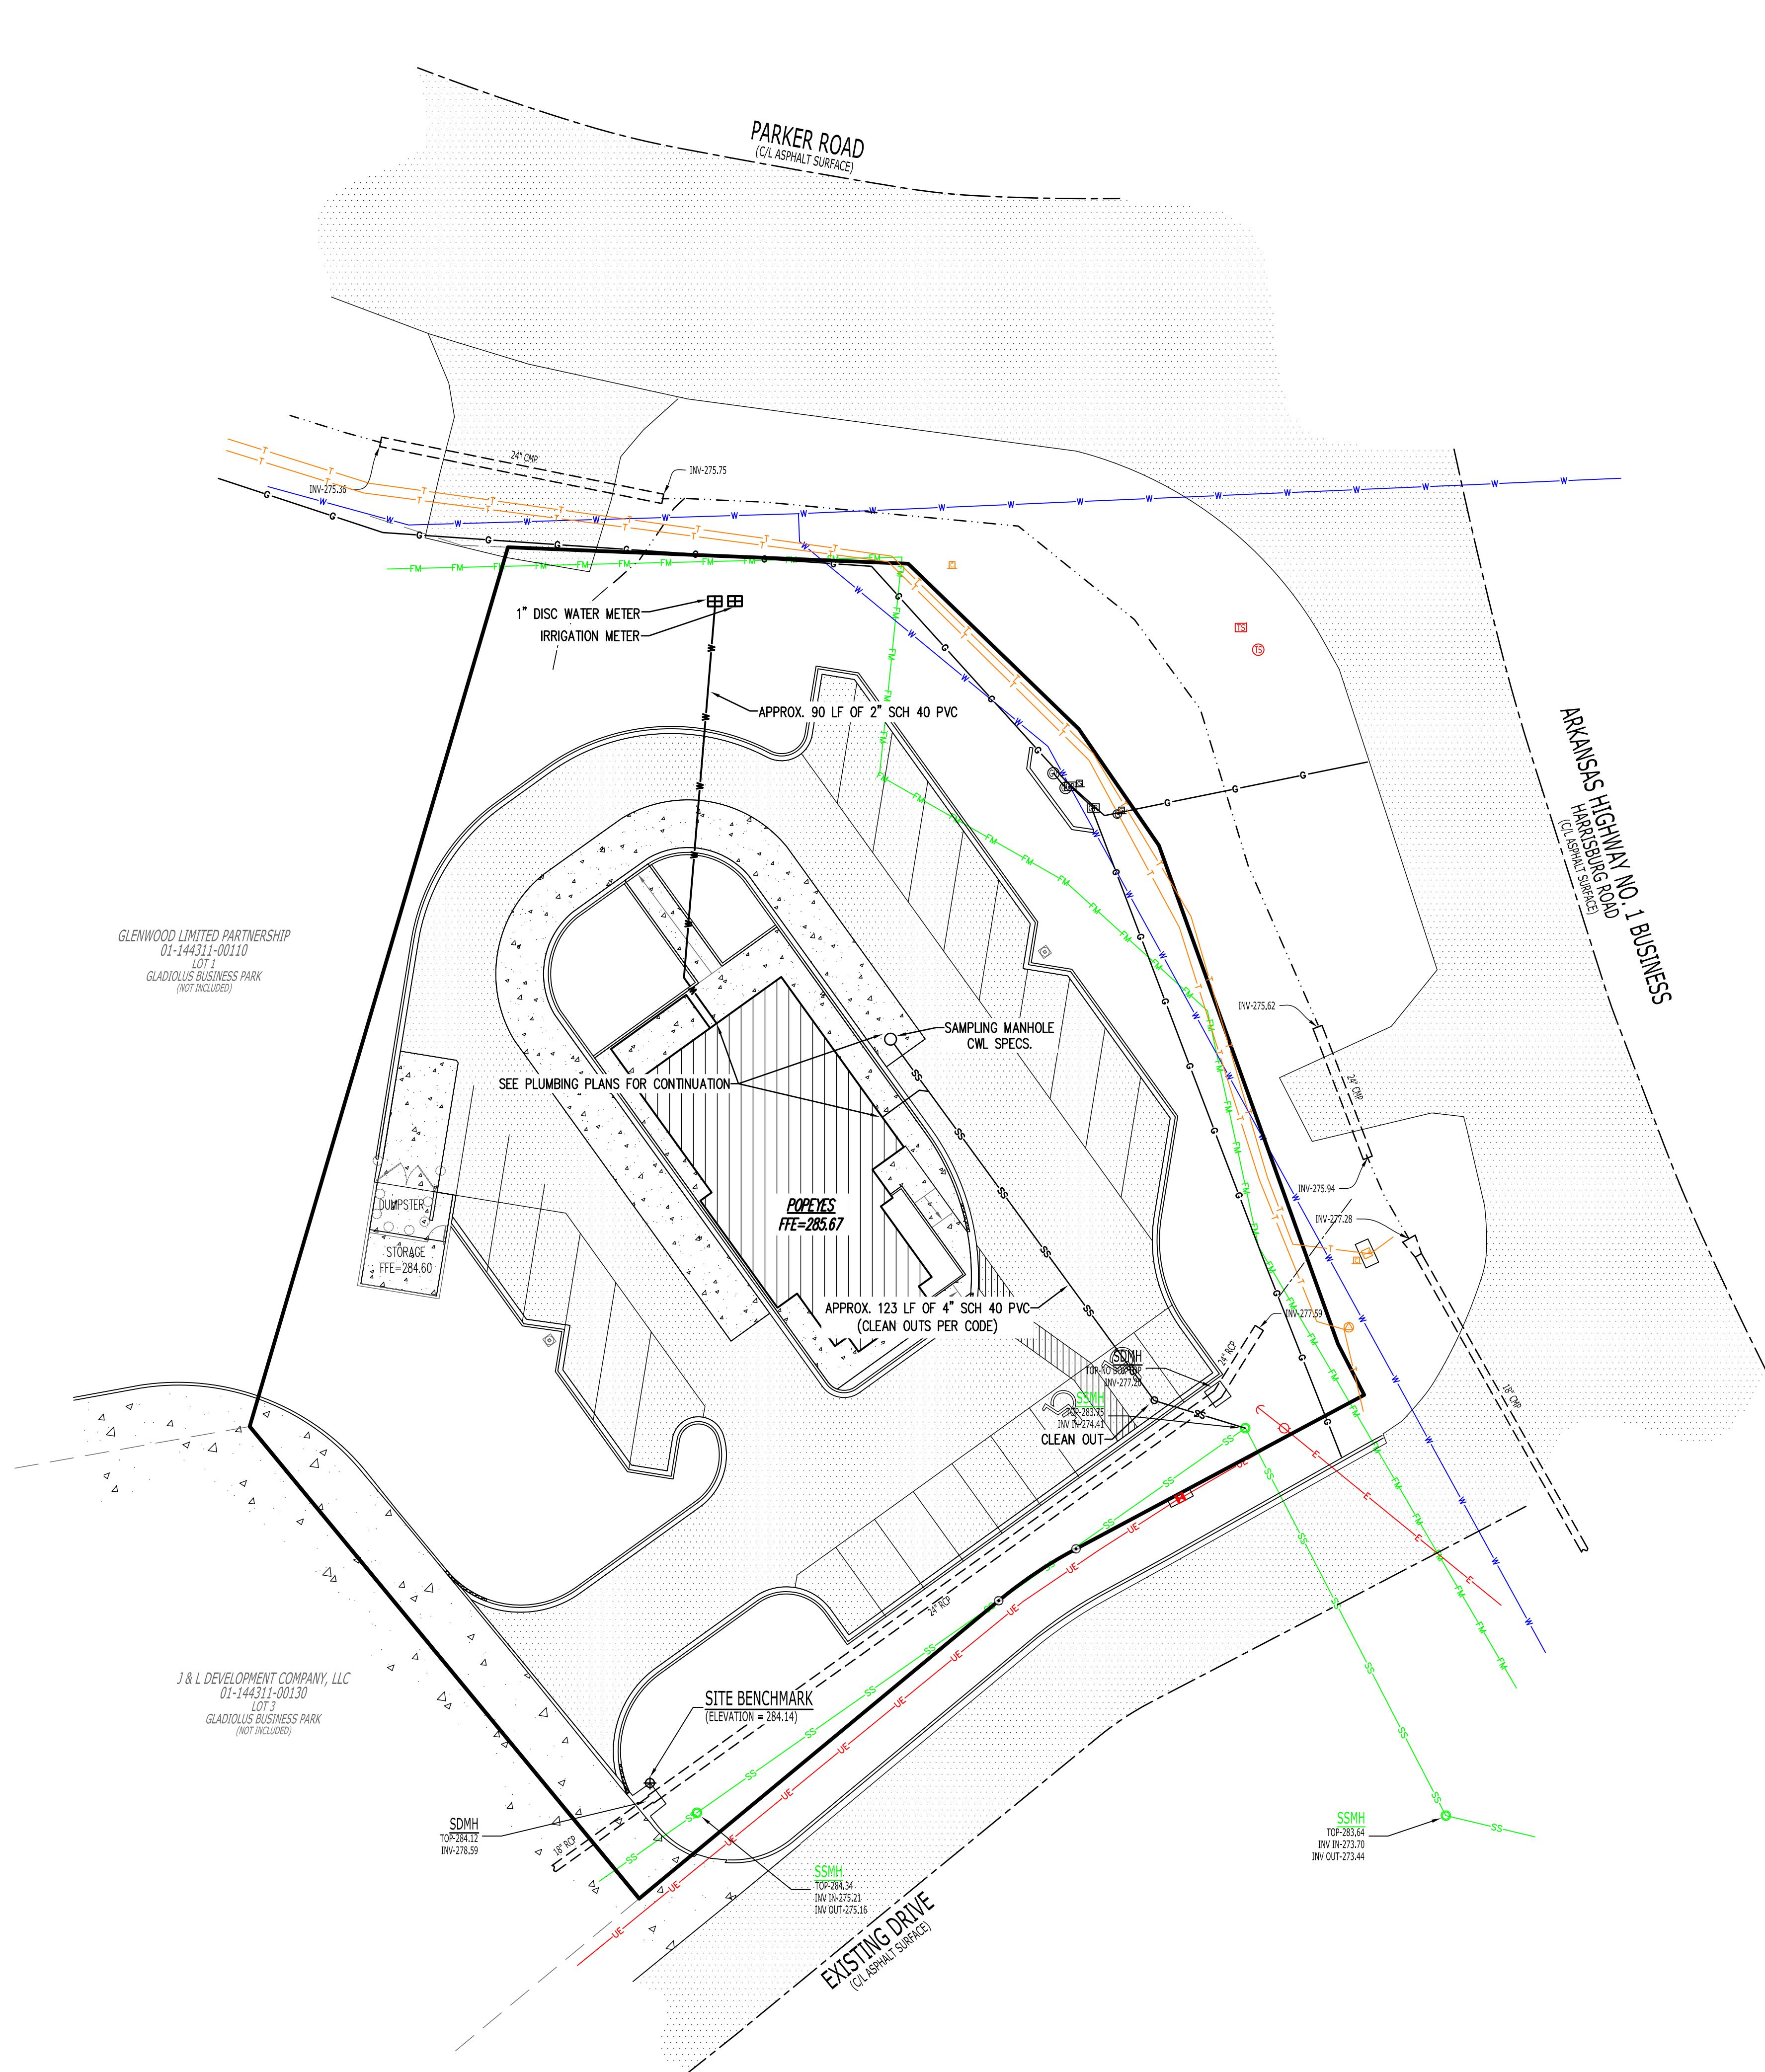 PARKER ROAD
(C/L ASPHALT SURFACE)
24" CMP
INV-275.75
INV-275.36
1" DISC WATER METER
IRRIGATION METER
APPROX. 90 LF OF 2" SCH 40 PVC
TS
TS
ARKANSAS HIGHWAY NO. 1 BUSINESS
HARRISBURG ROAD
(C/L ASPHALT SURFACE)
GLENWOOD LIMITED PARTNERSHIP
01-144311-00110
LOT 1
GLADIOLUS BUSINESS PARK
(NOT INCLUDED)
INV-275.62
SAMPLING MANHOLE
CWL SPECS.
SEE PLUMBING PLANS FOR CONTINUATION
24" CMP
INV-275.94
INV-277.28
DUMPSTER
POPEYES
FFE=285.67
STORAGE
FFE=284.60
APPROX. 123 LF OF 4" SCH 40 PVC
(CLEAN OUTS PER CODE)
INV-277.59
24" RCP
SDMH
INV-277.20
SSMH
TOP-283.75
INV IN-274.41
CLEAN OUT
18" CMP
24" RCP
J & L DEVELOPMENT COMPANY, LLC
01-144311-00130
LOT 3
GLADIOLUS BUSINESS PARK
(NOT INCLUDED)
SITE BENCHMARK
(ELEVATION = 284.14)
SDMH
TOP-284.12
INV-278.59
18" RCP
SSMH
TOP-284.34
INV IN-275.21
INV OUT-275.16
SSMH
TOP-283.64
INV IN-273.70
INV OUT-273.44
EXISTING DRIVE
(C/L ASPHALT SURFACE)